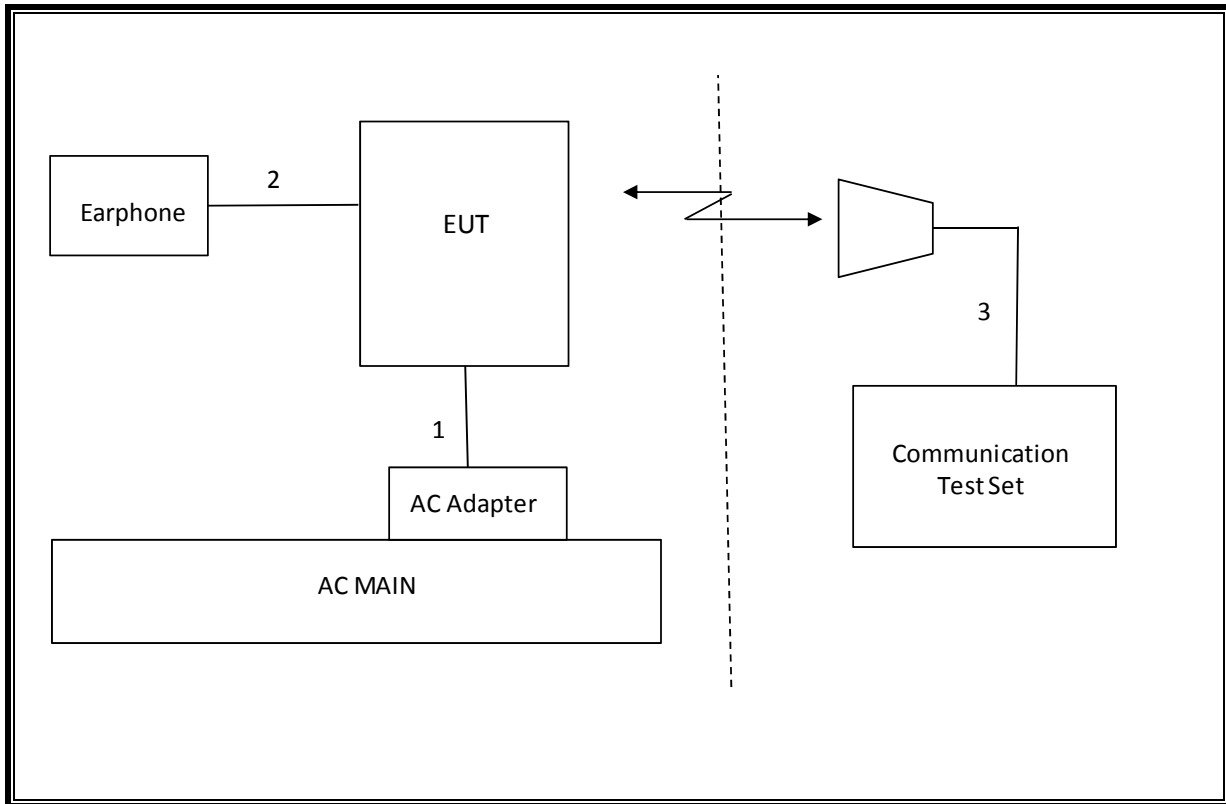 2
Earphone
EUT
3
1
Communication
Test Set
AC Adapter
AC MAIN